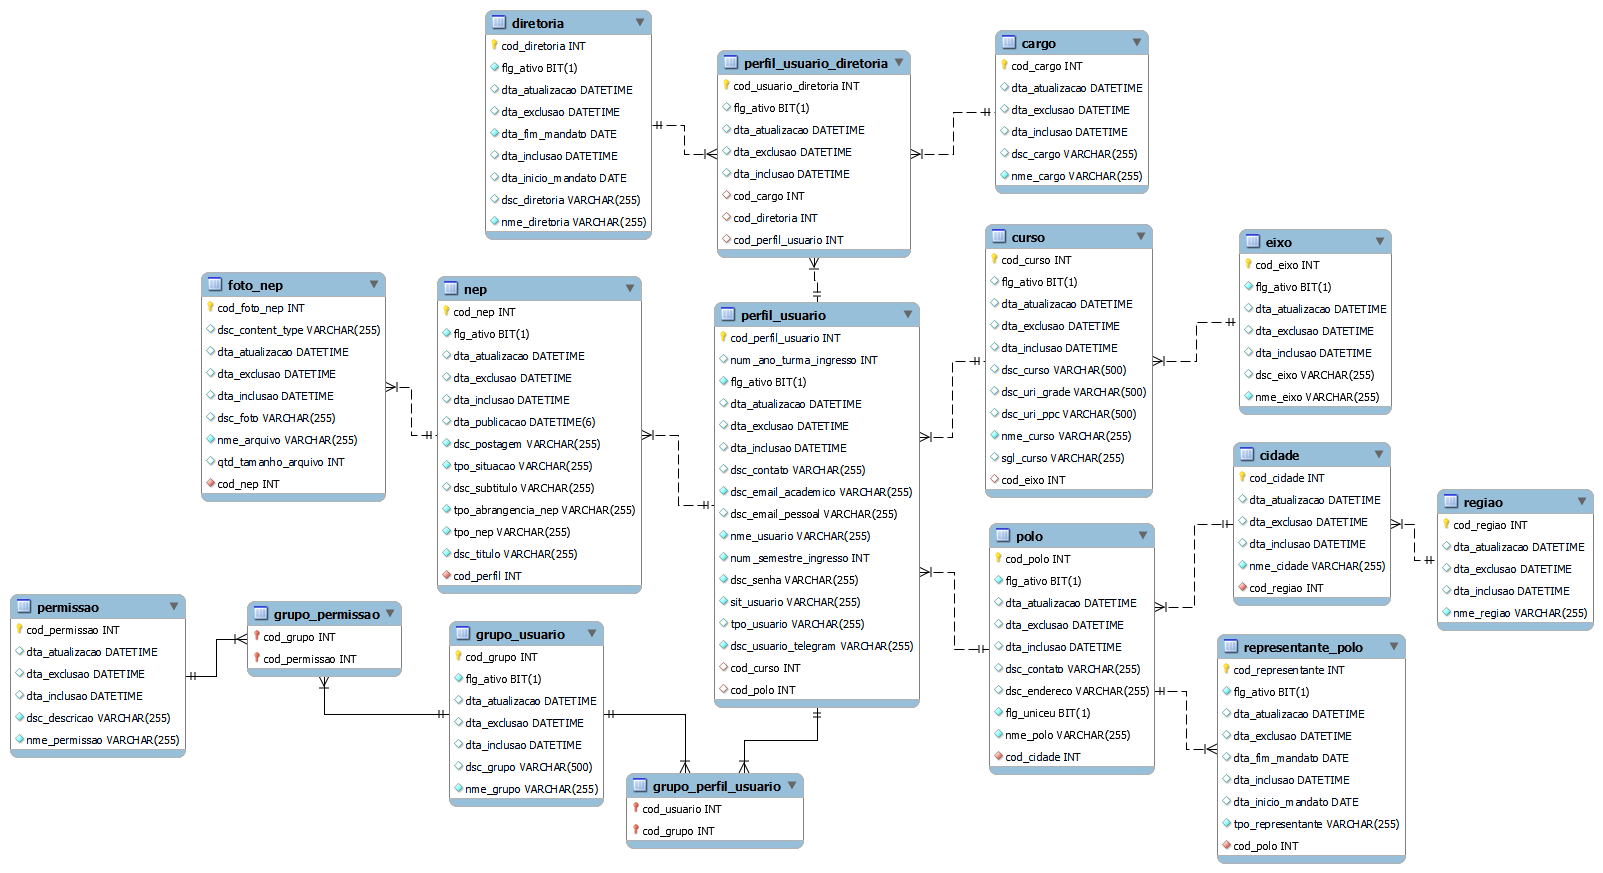 diretoria
cod_diretoria INT
flg_ativo BIT(1)
dta_atualizacao DATETIME
dta_exclusao DATETIME
dta_fim_mandato DATE
dta_inclusao DATETIME
dta_inicio_mandato DATE
dsc_diretoria VARCHAR(255)
nme_diretoria VARCHAR(255)
perfil_usuario_diretoria
cod_usuario_diretoria INT
flg_ativo BIT(1)
dta_atualizacao DATETIME
dta_exclusao DATETIME
dta_inclusao DATETIME
cod_cargo INT
cod_diretoria INT
cod_perfil_usuario INT
cargo
cod_cargo INT
dta_atualizacao DATETIME
dta_exclusao DATETIME
dta_inclusao DATETIME
dsc_cargo VARCHAR(255)
nme_cargo VARCHAR(255)
foto_nep
cod_foto_nep INT
dsc_content_type VARCHAR(255)
dta_atualizacao DATETIME
dta_exclusao DATETIME
dta_inclusao DATETIME
dsc_foto VARCHAR(255)
nme_arquivo VARCHAR(255)
qtd_tamanho_arquivo INT
cod_nep INT
nep
cod_nep INT
flg_ativo BIT(1)
dta_atualizacao DATETIME
dta_exclusao DATETIME
dta_inclusao DATETIME
dta_publicacao DATETIME(6)
dsc_postagem VARCHAR(255)
tpo_situacao VARCHAR(255)
dsc_subtitulo VARCHAR(255)
tpo_abrangencia_nep VARCHAR(255)
tpo_nep VARCHAR(255)
dsc_titulo VARCHAR(255)
cod_perfil INT
perfil_usuario
cod_perfil_usuario INT
num_ano_turma_ingresso INT
flg_ativo BIT(1)
dta_atualizacao DATETIME
dta_exclusao DATETIME
dta_inclusao DATETIME
dsc_contato VARCHAR(255)
dsc_email_academico VARCHAR(255)
dsc_email_pessoal VARCHAR(255)
nme_usuario VARCHAR(255)
num_semestre_ingresso INT
dsc_senha VARCHAR(255)
sit_usuario VARCHAR(255)
tpo_usuario VARCHAR(255)
dsc_usuario_telegram VARCHAR(255)
cod_curso INT
cod_polo INT
curso
cod_curso INT
flg_ativo BIT(1)
dta_atualizacao DATETIME
dta_exclusao DATETIME
dta_inclusao DATETIME
dsc_curso VARCHAR(500)
dsc_uri_grade VARCHAR(500)
dsc_uri_ppc VARCHAR(500)
nme_curso VARCHAR(255)
sgl_curso VARCHAR(255)
cod_eixo INT
eixo
cod_eixo INT
flg_ativo BIT(1)
dta_atualizacao DATETIME
dta_exclusao DATETIME
dta_inclusao DATETIME
dsc_eixo VARCHAR(255)
nme_eixo VARCHAR(255)
cidade
cod_cidade INT
dta_atualizacao DATETIME
dta_exclusao DATETIME
dta_inclusao DATETIME
nme_cidade VARCHAR(255)
cod_regiao INT
regiao
cod_regiao INT
dta_atualizacao DATETIME
dta_exclusao DATETIME
dta_inclusao DATETIME
nme_regiao VARCHAR(255)
polo
cod_polo INT
flg_ativo BIT(1)
dta_atualizacao DATETIME
dta_exclusao DATETIME
dta_inclusao DATETIME
dsc_contato VARCHAR(255)
dsc_endereco VARCHAR(255)
flg_uniceu BIT(1)
nme_polo VARCHAR(255)
cod_cidade INT
representante_polo
cod_representante INT
flg_ativo BIT(1)
dta_atualizacao DATETIME
dta_exclusao DATETIME
dta_fim_mandato DATE
dta_inclusao DATETIME
dta_inicio_mandato DATE
tpo_representante VARCHAR(255)
cod_polo INT
permissao
cod_permissao INT
dta_atualizacao DATETIME
dta_exclusao DATETIME
dta_inclusao DATETIME
dsc_descricao VARCHAR(255)
nme_permissao VARCHAR(255)
grupo_permissao
cod_grupo INT
cod_permissao INT
grupo_usuario
cod_grupo INT
flg_ativo BIT(1)
dta_atualizacao DATETIME
dta_exclusao DATETIME
dta_inclusao DATETIME
dsc_grupo VARCHAR(500)
nme_grupo VARCHAR(255)
grupo_perfil_usuario
cod_usuario INT
cod_grupo INT